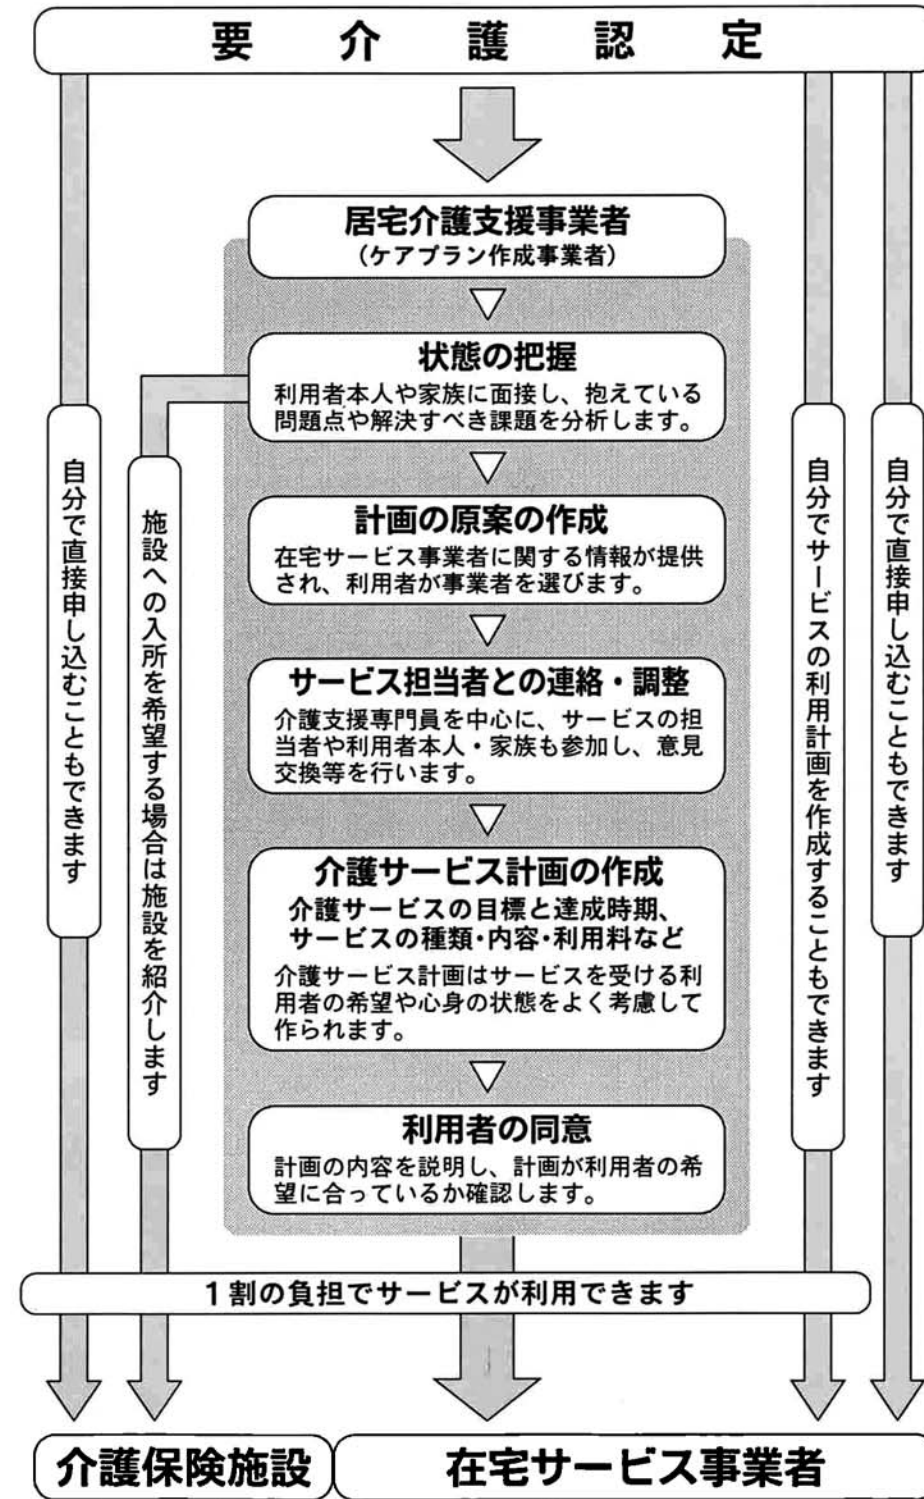 要介護認定
居宅介護支援事業者
（ケアプラン作成事業者）
状態の把握
利用者本人や家族に面接し、抱えている
問題点や解決すべき課題を分析します。
計画の原案の作成
在宅サービス事業者に関する情報が提供
され、利用者が事業者を選びます。
サービス担当者との連絡・調整
介護支援専門員を中心に、サービスの担
当者や利用者本人・家族も参加し、意見
交換等を行います。
介護サービス計画の作成
介護サービスの目標と達成時期、
サービスの種類・内容・利用料など
介護サービス計画はサービスを受ける利
用者の希望や心身の状態をよく考慮して
作られます。
利用者の同意
計画の内容を説明し、計画が利用者の希
望に合っているか確認します。
自分で直接申し込むこともできます
施設への入所を希望する場合は施設を紹介します
自分でサービスの利用計画を作成することもできます
自分で直接申し込むこともできます
1割の負担でサービスが利用できます
介護保険施設
在宅サービス事業者